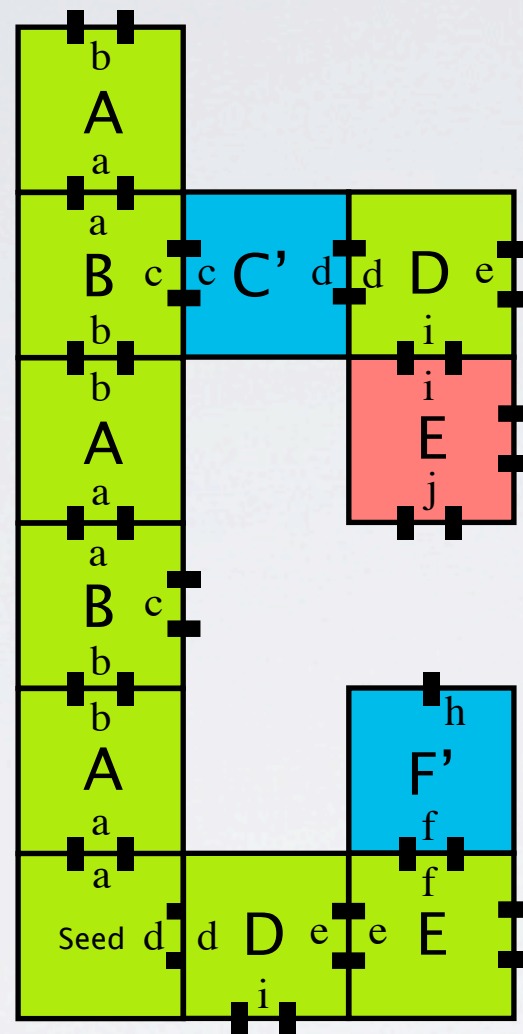 b
A
a
a
B c c C' d d D e
b i
b i
A E
a j
a
B c
b
b h
A F'
a f
a f
Seed d d D e e E
i